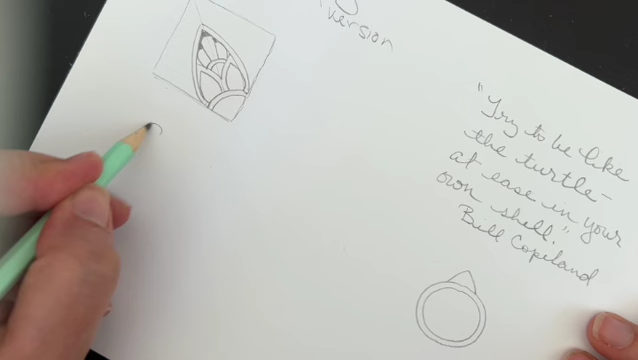 version
"Try to be like
the turtle—
at ease in your
own shell."
Bill Copeland